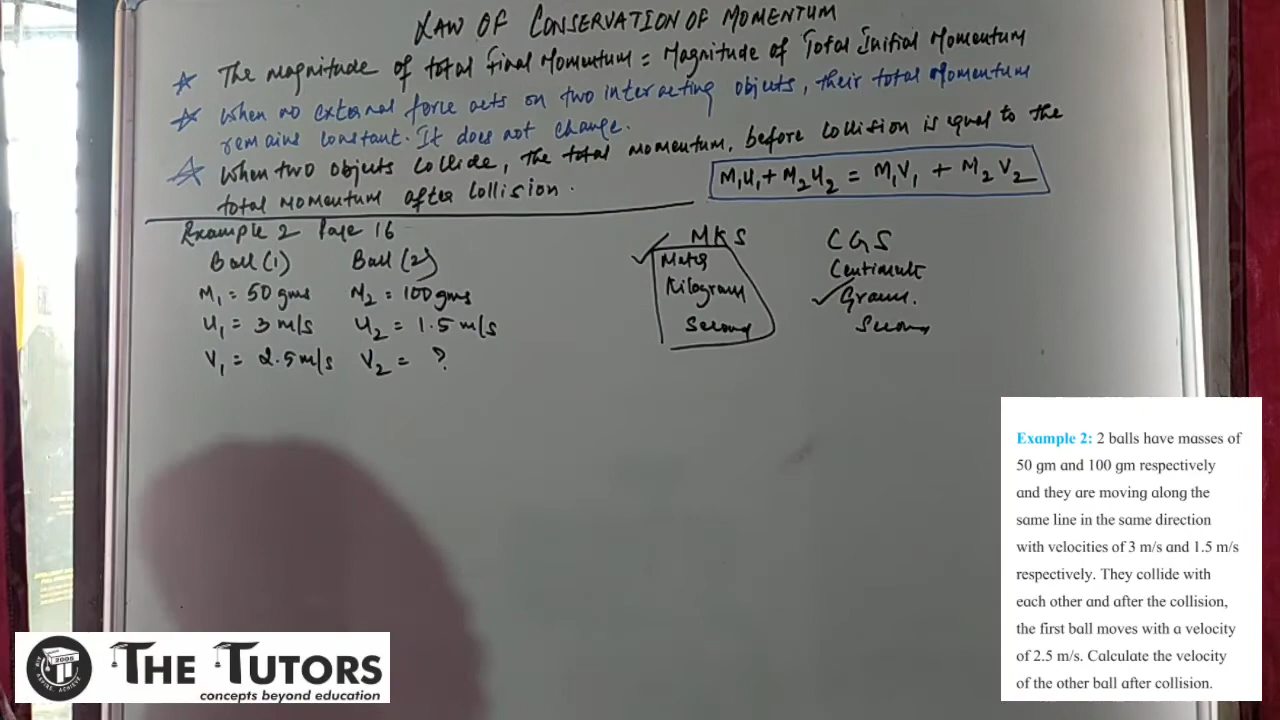 LAW OF CONSERVATION OF MOMENTUM
The magnitude of total Final Momentum = Magnitude of Total Initial Momentum
When no external force acts on two interacting objects, their total Momentum
remains constant. It does not change.
When two objects collide, the total momentum, before collision is equal to the
total momentum after collision.
M₁U₁ + M₂U₂ = M₁V₁ + M₂V₂
Example 2 Page 16
Ball (1) Ball (2)
M₁ = 50 gms M₂ = 100 gms
U₁ = 3 m/s U₂ = 1.5 m/s
V₁ = 2.5 m/s V₂ = ?
MKS
Kilogram
Second
CGS
Example 2: 2 balls have masses of
50 gm and 100 gm respectively
and they are moving along the
same line in the same direction
with velocities of 3 m/s and 1.5 m/s
respectively. They collide with
each other and after the collision,
the first ball moves with a velocity
of 2.5 m/s. Calculate the velocity
of the other ball after collision.
THE TUTORS
concepts beyond education